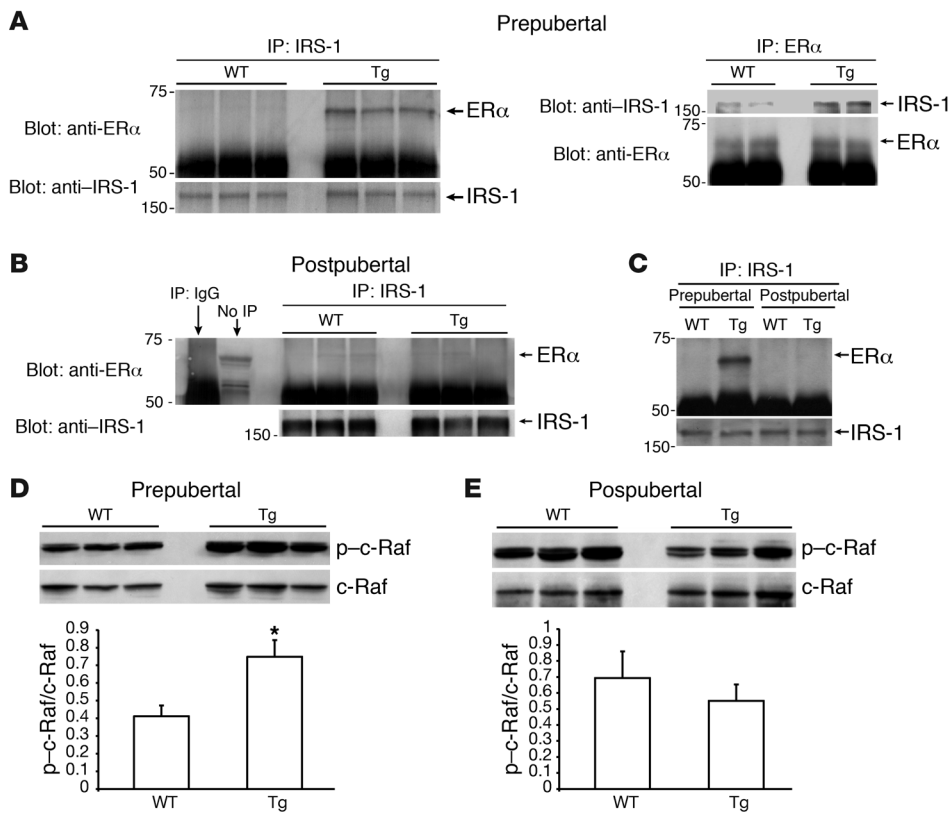 A
Prepubertal
IP: IRS-1
WT
Tg
75-
Blot: anti-ERα
ERα
50-
Blot: anti–IRS-1
IRS-1
150-
IP: ERα
WT
Tg
Blot: anti–IRS-1
IRS-1
150-
75-
ERα
Blot: anti-ERα
50-
B
Postpubertal
IP: IRS-1
IP: IgG
No IP
WT
Tg
75-
ERα
Blot: anti-ERα
50-
Blot: anti–IRS-1
IRS-1
150-
C
IP: IRS-1
Prepubertal Postpubertal
WT Tg WT Tg
75-
ERα
50-
IRS-1
150-
D
Prepubertal
WT
Tg
p–c-Raf
c-Raf
p–c-Raf/c-Raf
0.9
0.8
0.7
0.6
0.5
0.4
0.3
0.2
0.1
0
*
WT
Tg
E
Pospubertal
WT
Tg
p–c-Raf
c-Raf
p–c-Raf/c-Raf
1
0.9
0.8
0.7
0.6
0.5
0.4
0.3
0.2
0.1
0
WT
Tg